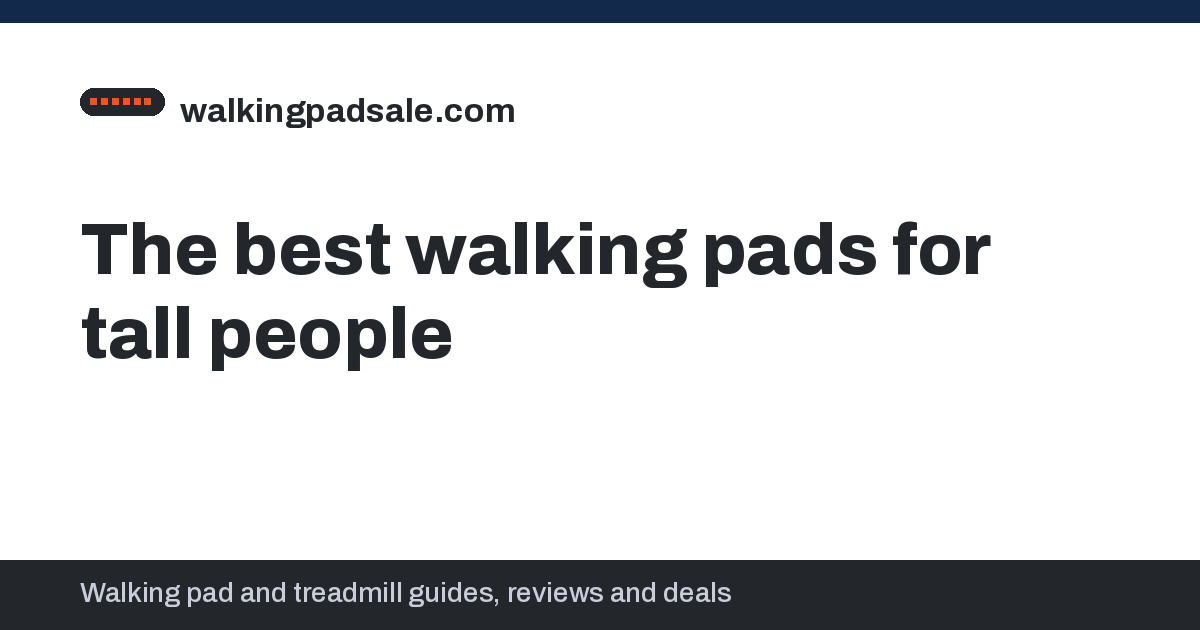 walkingpadsale.com
The best walking pads for
tall people
Walking pad and treadmill guides, reviews and deals